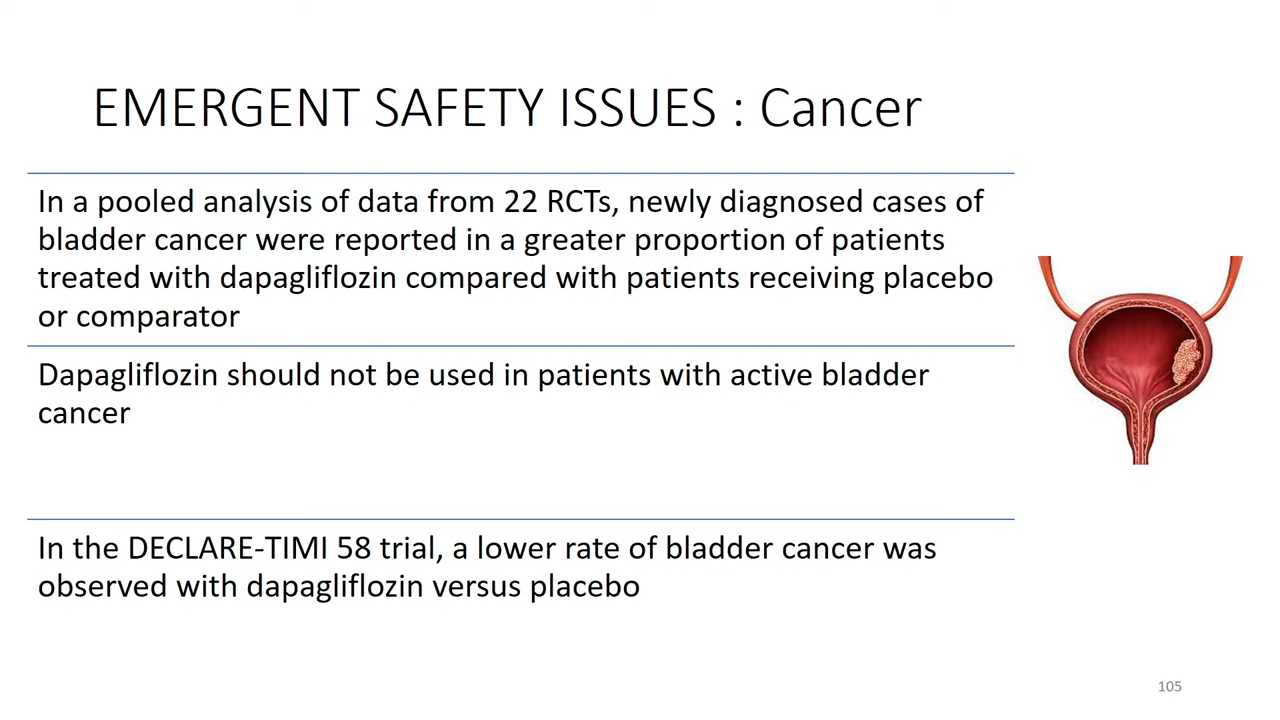 EMERGENT SAFETY ISSUES : Cancer
In a pooled analysis of data from 22 RCTs, newly diagnosed cases of
bladder cancer were reported in a greater proportion of patients
treated with dapagliflozin compared with patients receiving placebo
or comparator
Dapagliflozin should not be used in patients with active bladder
cancer
In the DECLARE-TIMI 58 trial, a lower rate of bladder cancer was
observed with dapagliflozin versus placebo
105